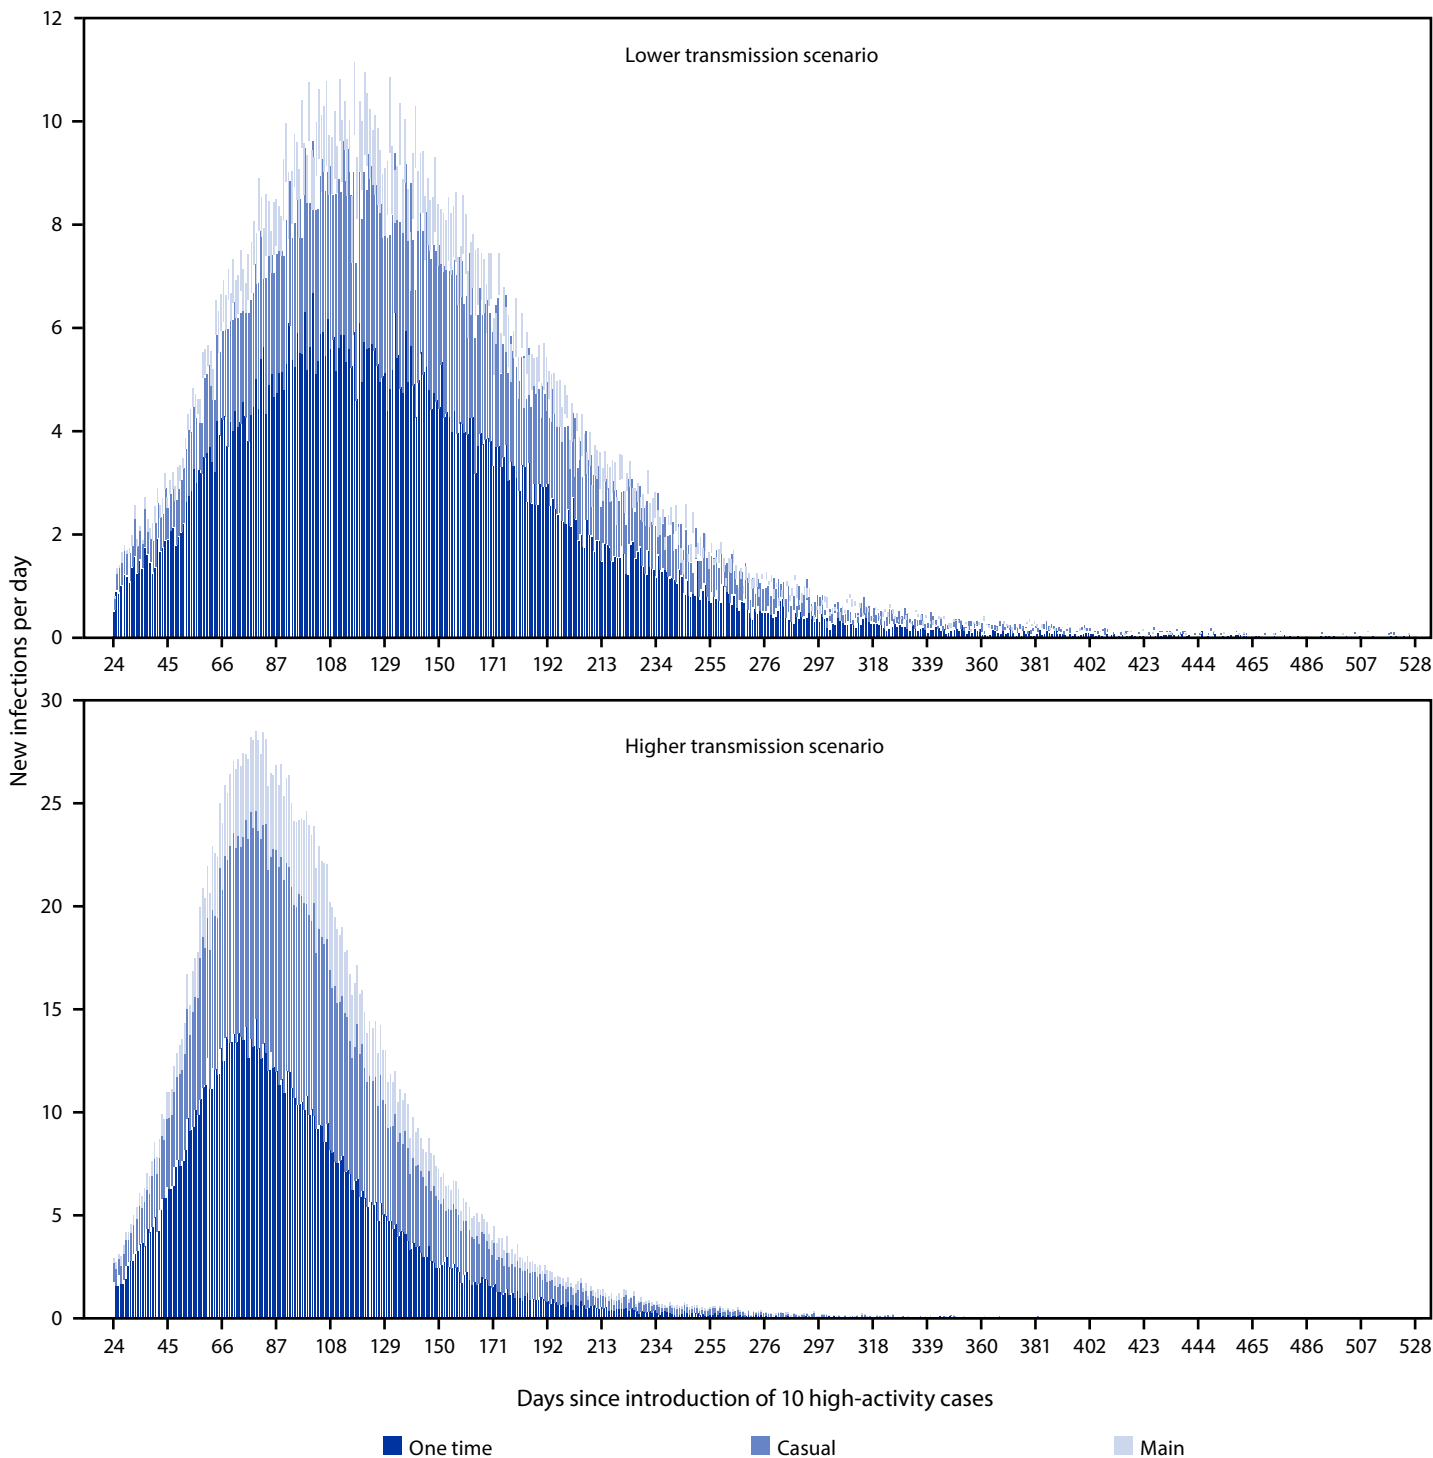 12
Lower transmission scenario
10
8
6
4
2
0
24 45 66 87 108 129 150 171 192 213 234 255 276 297 318 339 360 381 402 423 444 465 486 507 528
New infections per day
30
Higher transmission scenario
25
20
15
10
5
0
24 45 66 87 108 129 150 171 192 213 234 255 276 297 318 339 360 381 402 423 444 465 486 507 528
Days since introduction of 10 high-activity cases
One time Casual Main